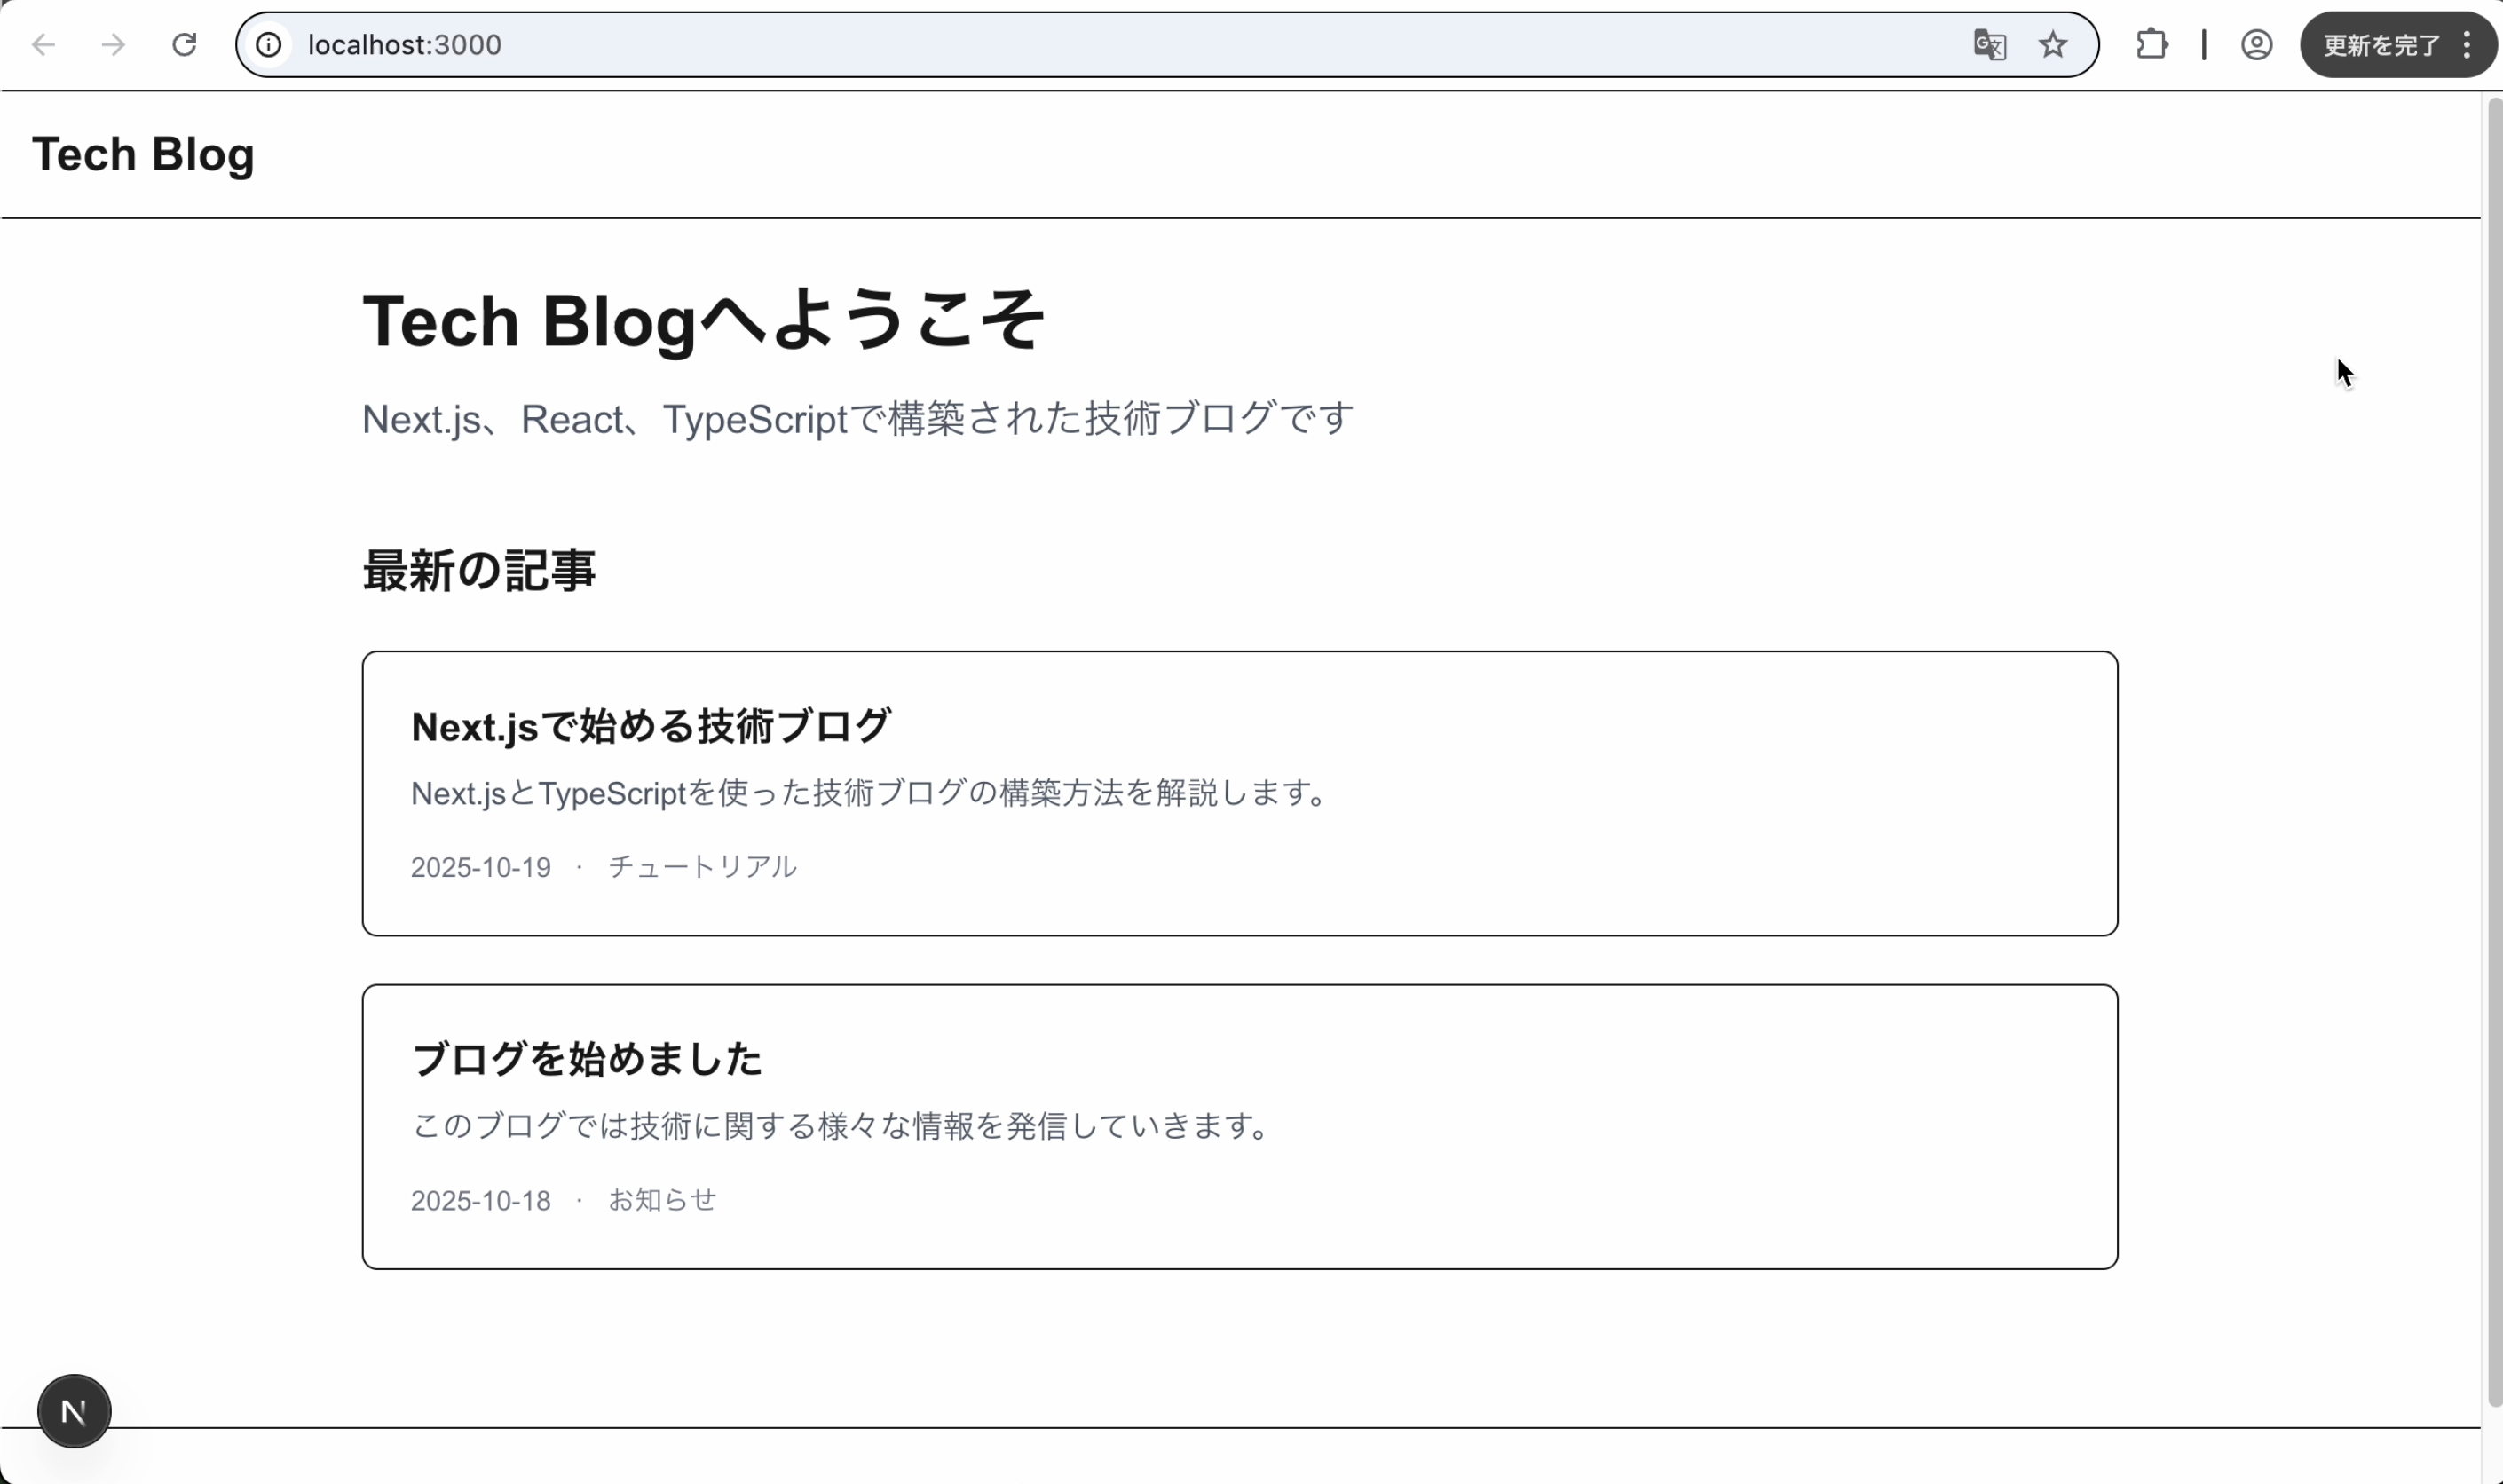 localhost:3000
更新を完了
Tech Blog
Tech Blogへようこそ
Next.js、React、TypeScriptで構築された技術ブログです
最新の記事
Next.jsで始める技術ブログ
Next.jsとTypeScriptを使った技術ブログの構築方法を解説します。
2025-10-19 · チュートリアル
ブログを始めました
このブログでは技術に関する様々な情報を発信していきます。
2025-10-18 · お知らせ
N